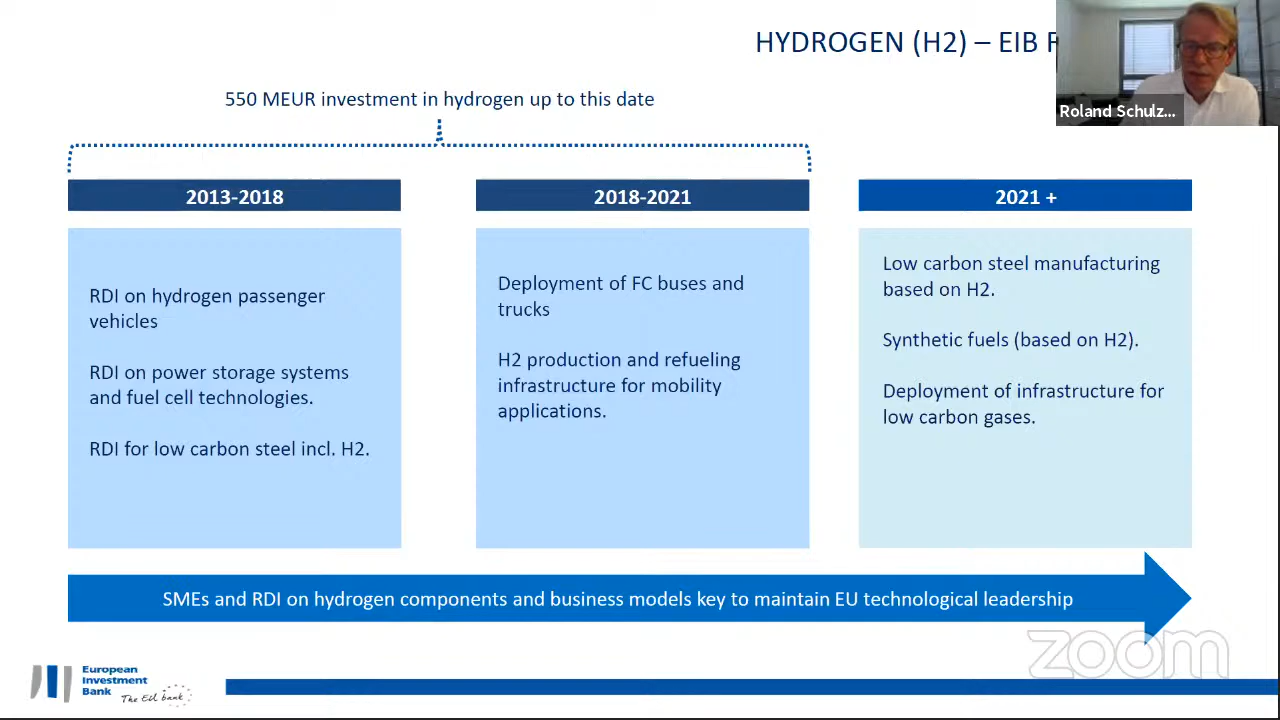 HYDROGEN (H2) – EIB F
Roland Schulz...
550 MEUR investment in hydrogen up to this date
2013-2018
RDI on hydrogen passenger
vehicles
RDI on power storage systems
and fuel cell technologies.
RDI for low carbon steel incl. H2.
2018-2021
Deployment of FC buses and
trucks
H2 production and refueling
infrastructure for mobility
applications.
2021 +
Low carbon steel manufacturing
based on H2.
Synthetic fuels (based on H2).
Deployment of infrastructure for
low carbon gases.
SMEs and RDI on hydrogen components and business models key to maintain EU technological leadership
zoom
European
Investment
Bank
The EU bank